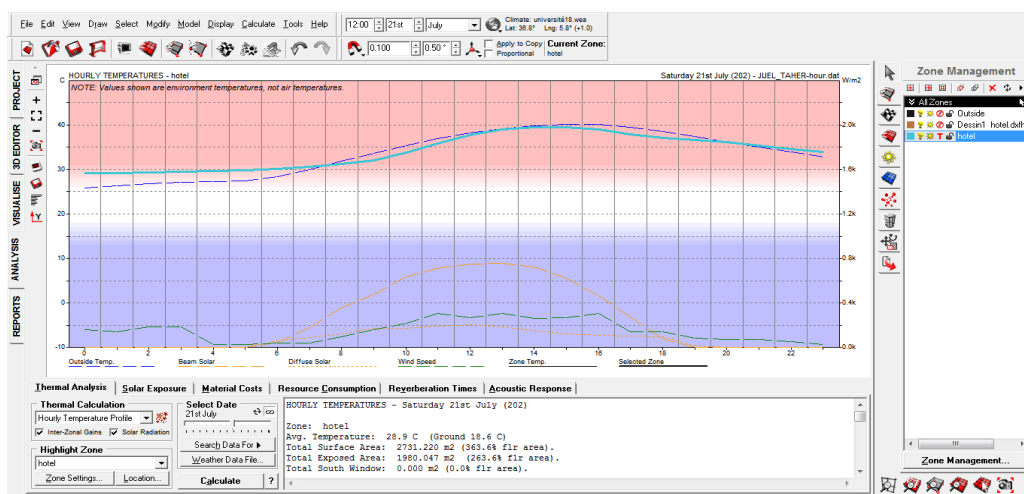 File Edit View Draw Select Modify Model Display Calculate Tools Help
12:00 21st July
Climate: université18.wea
Lat: 36.8° Lng: 5.8° (+1.0)
0.100 0.50 °
Apply to Copy
Proportional
Current Zone:
hotel
PROJECT
3D EDITOR
VISUALISE
ANALYSIS
REPORTS
C HOURLY TEMPERATURES - hotel
Saturday 21st July (202) - JIJEL_TAHER-hour.dat W/m2
NOTE: Values shown are environment temperatures, not air temperatures.
40 2.0k
30 1.6k
20 1.2k
10 0.8k
0 0.4k
-10 0.0k
0 2 4 6 8 10 12 14 16 18 20 22
Outside Temp. Beam Solar Diffuse Solar Wind Speed Zone Temp. Selected Zone
Thermal Analysis Solar Exposure Material Costs Resource Consumption Reverberation Times Acoustic Response
Thermal Calculation
Hourly Temperature Profile
Inter-Zonal Gains Solar Radiation
Highlight Zone
hotel
Zone Settings... Location...
Select Date
21st July
Search Data For
Weather Data File...
Calculate ?
HOURLY TEMPERATURES - Saturday 21st July (202)
Zone: hotel
Avg. Temperature: 28.9 C (Ground 18.6 C)
Total Surface Area: 2731.220 m2 (363.6% flr area).
Total Exposed Area: 1980.047 m2 (263.6% flr area).
Total South Window: 0.000 m2 (0.0% flr area).
Zone Management
All Zones
Outside
Dessin1 hotel.dxf
hotel
Zone Management...